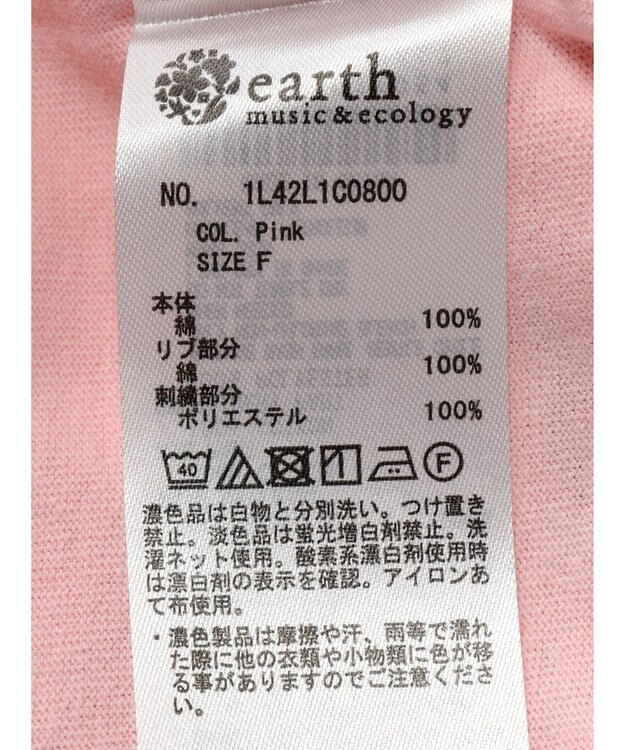 earth
music&ecology
NO. 1L42L1C0800
COL. Pink
SIZE F
本体
綿 100%
リブ部分
綿 100%
刺繍部分
ポリエステル 100%
40
F
濃色品は白物と分別洗い。つけ置き
禁止。淡色品は蛍光増白剤禁止。洗
濯ネット使用。酸素系漂白剤使用時
は漂白剤の表示を確認。アイロンあ
て布使用。
・濃色製品は摩擦や汗、雨等で濡れ
た際に他の衣類や小物類に色が移
る事がありますのでご注意くださ
い。